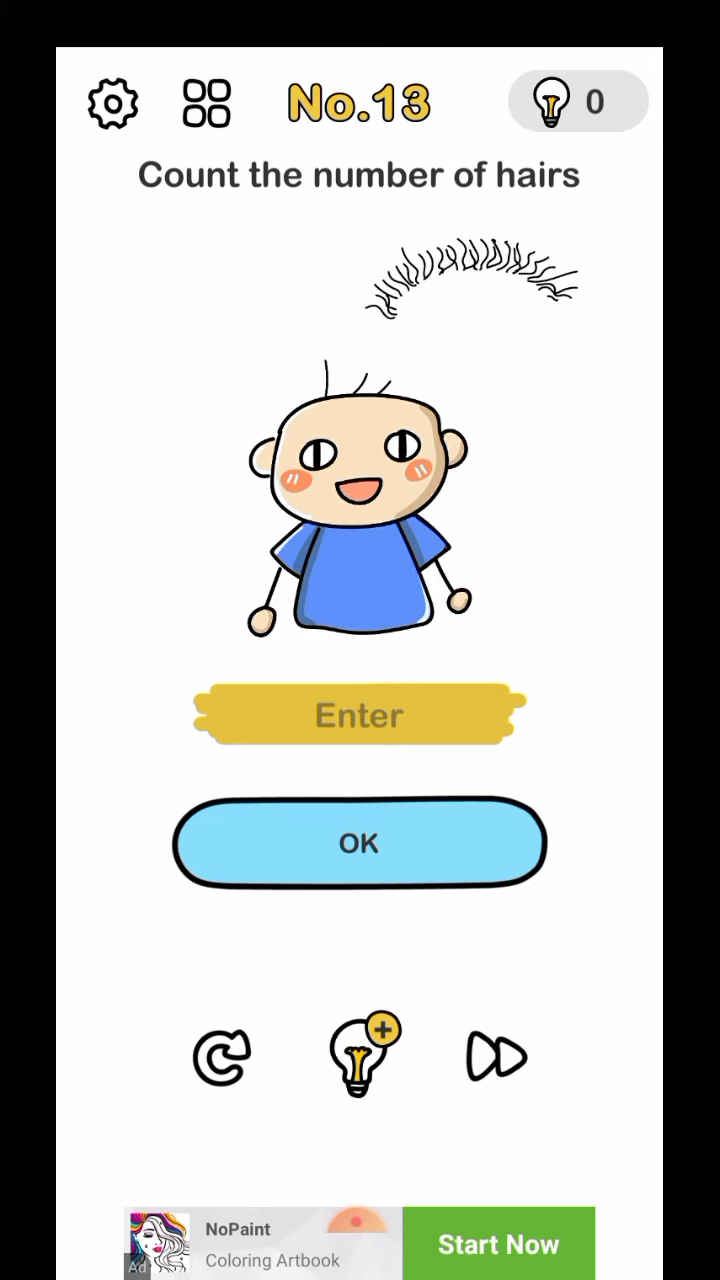 No.13
0
Count the number of hairs
Enter
OK
NoPaint
Coloring Artbook
Ad
Start Now